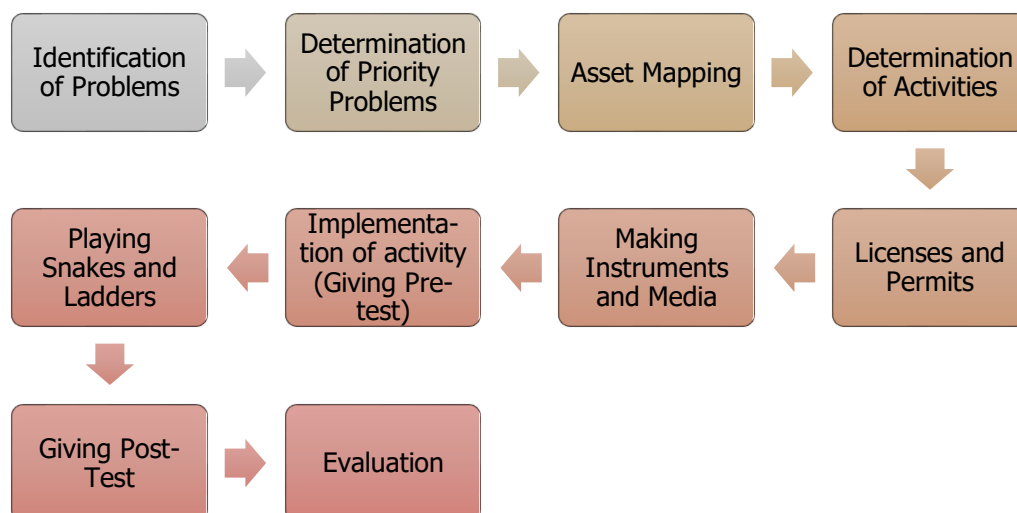 Identification
of Problems
Determination
of Priority
Problems
Asset Mapping
Determination
of Activities
Licenses and
Permits
Making
Instruments
and Media
Implementa-
tion of activity
(Giving Pre-
test)
Playing
Snakes and
Ladders
Giving Post-
Test
Evaluation